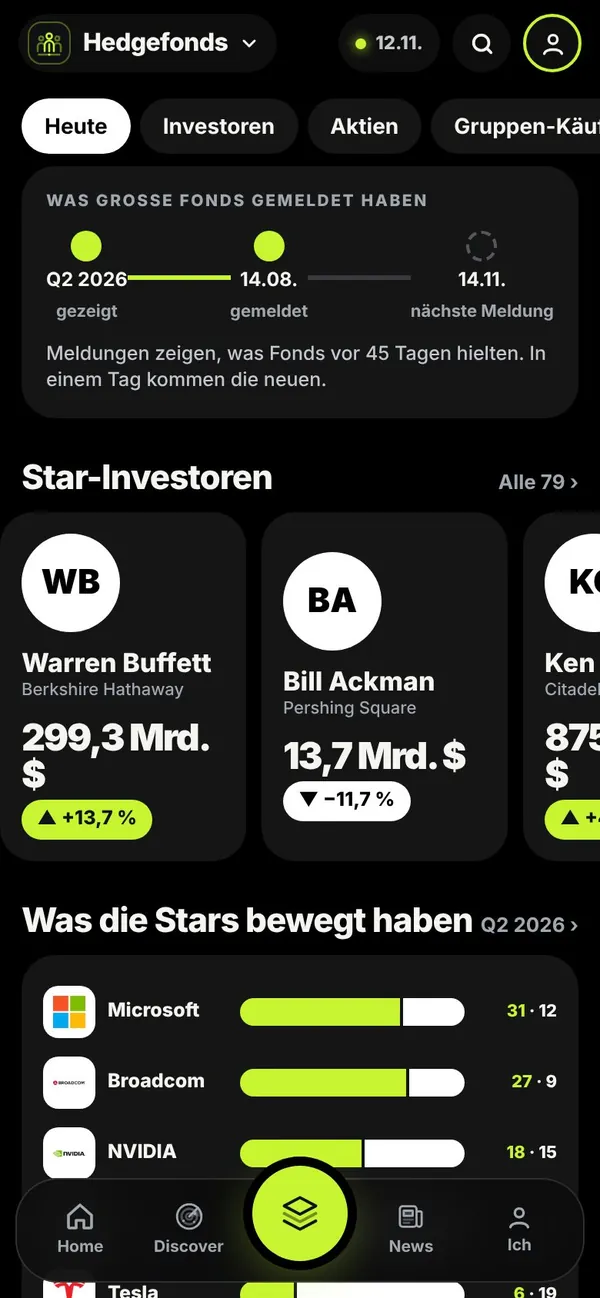 Hedgefonds
12.11.
Heute
Investoren
Aktien
Gruppen-Käuf
WAS GROSSE FONDS GEMELDET HABEN
Q2 2026
14.08.
14.11.
gezeigt
gemeldet
nächste Meldung
Meldungen zeigen, was Fonds vor 45 Tagen hielten. In
einem Tag kommen die neuen.
Star-Investoren
Alle 79 ›
WB
Warren Buffett
Berkshire Hathaway
299,3 Mrd.
$
▲ +13,7 %
BA
Bill Ackman
Pershing Square
13,7 Mrd. $
▼ −11,7 %
Ken
Citadel
875
$
▲ +4
Was die Stars bewegt haben
Q2 2026 ›
Microsoft
31 · 12
BROADCOM
Broadcom
27 · 9
NVIDIA
NVIDIA
18 · 15
Home
Discover
News
Ich
Tesla
6 · 19